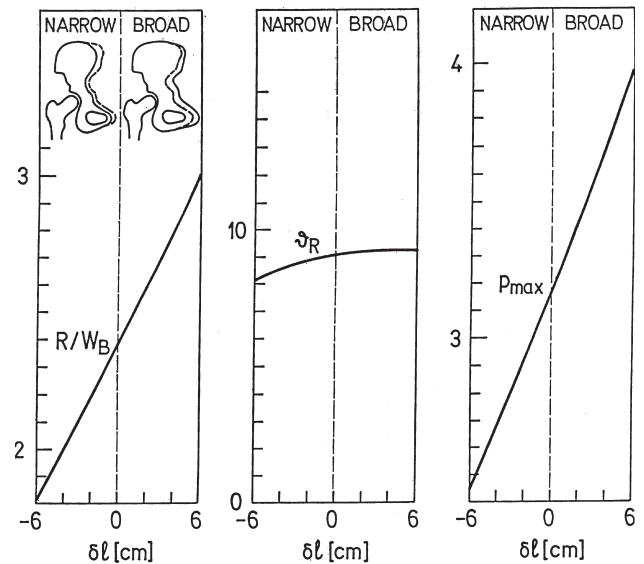 NARROW BROAD
3
R/W_B
2
-6 0 6
δℓ [cm]
NARROW BROAD
10
ϑ_R
0
-6 0 6
δℓ [cm]
NARROW BROAD
4
p_max
3
-6 0 6
δℓ [cm]